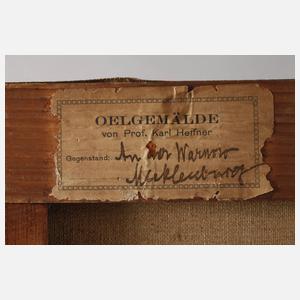 OELGEMÄLDE
von Prof. Karl Heffner
Gegenstand: An der Warnow
Mecklenburg